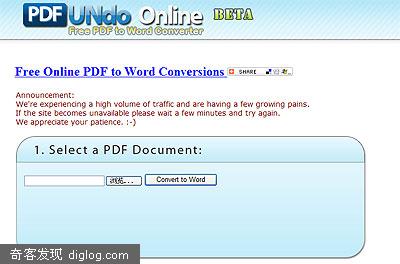 PDF UNdo Online BETA
Free PDF to Word Converter
Free Online PDF to Word Conversions SHARE
Announcement:
We're experiencing a high volume of traffic and are having a few growing pains.
If the site becomes unavailable please wait a few minutes and try again.
We appreciate your patience. :-)
1. Select a PDF Document:
浏览... Convert to Word
奇客发现 diglog.com